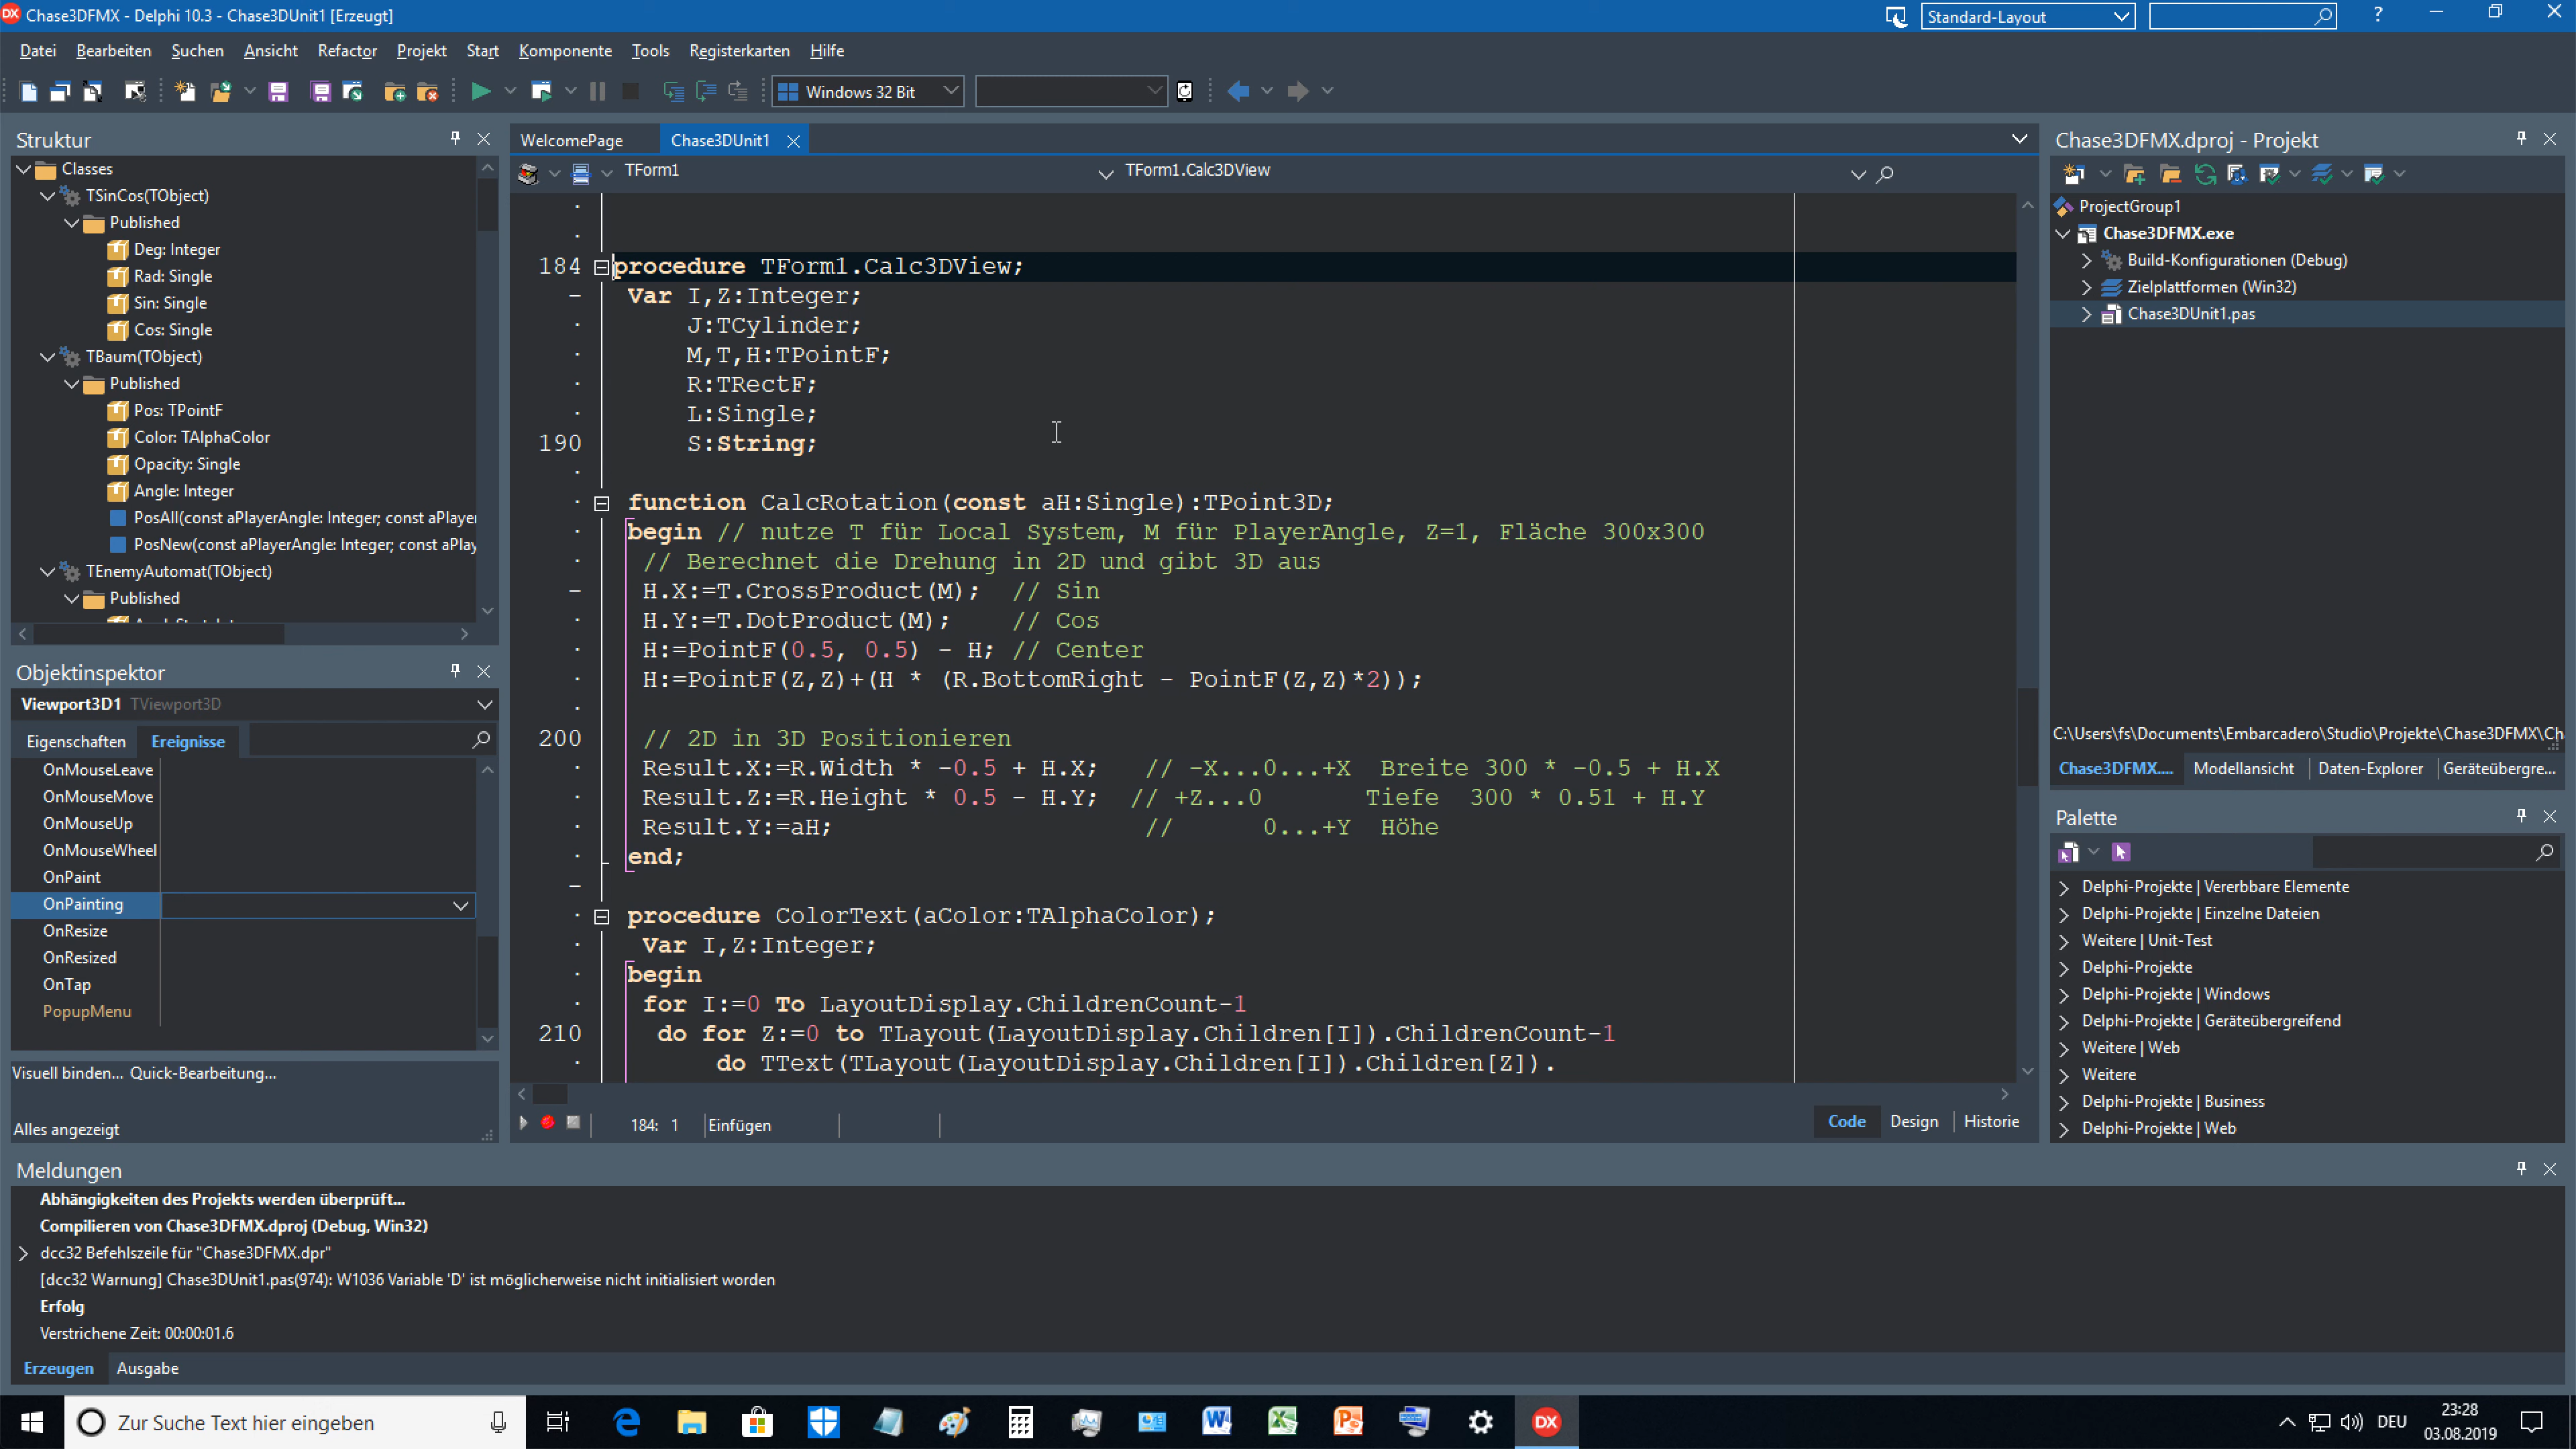 Chase3DFMX - Delphi 10.3 - Chase3DUnit1 [Erzeugt]
Standard-Layout
?
Datei Bearbeiten Suchen Ansicht Refactor Projekt Start Komponente Tools Registerkarten Hilfe
Windows 32 Bit
Struktur
Classes
TSinCos(TObject)
Published
Deg: Integer
Rad: Single
Sin: Single
Cos: Single
TBaum(TObject)
Published
Pos: TPointF
Color: TAlphaColor
Opacity: Single
Angle: Integer
PosAll(const aPlayerAngle: Integer; const aPlayer
PosNew(const aPlayerAngle: Integer; const aPlay
TEnemyAutomat(TObject)
Published
Objektinspektor
Viewport3D1 TViewport3D
Eigenschaften Ereignisse
OnMouseLeave
OnMouseMove
OnMouseUp
OnMouseWheel
OnPaint
OnPainting
OnResize
OnResized
OnTap
PopupMenu
Visuell binden... Quick-Bearbeitung...
Alles angezeigt
WelcomePage Chase3DUnit1
TForm1 TForm1.Calc3DView
184 procedure TForm1.Calc3DView;
Var I,Z:Integer;
J:TCylinder;
M,T,H:TPointF;
R:TRectF;
L:Single;
190 S:String;
function CalcRotation(const aH:Single):TPoint3D;
begin // nutze T für Local System, M für PlayerAngle, Z=1, Fläche 300x300
// Berechnet die Drehung in 2D und gibt 3D aus
H.X:=T.CrossProduct(M); // Sin
H.Y:=T.DotProduct(M); // Cos
H:=PointF(0.5, 0.5) - H; // Center
H:=PointF(Z,Z)+(H * (R.BottomRight - PointF(Z,Z)*2));
200 // 2D in 3D Positionieren
Result.X:=R.Width * -0.5 + H.X; // -X...0...+X Breite 300 * -0.5 + H.X
Result.Z:=R.Height * 0.5 - H.Y; // +Z...0 Tiefe 300 * 0.51 + H.Y
Result.Y:=aH; // 0...+Y Höhe
end;
procedure ColorText(aColor:TAlphaColor);
Var I,Z:Integer;
begin
for I:=0 To LayoutDisplay.ChildrenCount-1
210 do for Z:=0 to TLayout(LayoutDisplay.Children[I]).ChildrenCount-1
do TText(TLayout(LayoutDisplay.Children[I]).Children[Z]).
184: 1 Einfügen
Code Design Historie
Chase3DFMX.dproj - Projekt
ProjectGroup1
Chase3DFMX.exe
Build-Konfigurationen (Debug)
Zielplattformen (Win32)
Chase3DUnit1.pas
C:\Users\fs\Documents\Embarcadero\Studio\Projekte\Chase3DFMX\Ch
Chase3DFMX.... Modellansicht Daten-Explorer Geräteübergre...
Palette
Delphi-Projekte | Vererbbare Elemente
Delphi-Projekte | Einzelne Dateien
Weitere | Unit-Test
Delphi-Projekte
Delphi-Projekte | Windows
Delphi-Projekte | Geräteübergreifend
Weitere | Web
Weitere
Delphi-Projekte | Business
Delphi-Projekte | Web
Meldungen
Abhängigkeiten des Projekts werden überprüft...
Compilieren von Chase3DFMX.dproj (Debug, Win32)
dcc32 Befehlszeile für "Chase3DFMX.dpr"
[dcc32 Warnung] Chase3DUnit1.pas(974): W1036 Variable 'D' ist möglicherweise nicht initialisiert worden
Erfolg
Verstrichene Zeit: 00:00:01.6
Erzeugen Ausgabe
Zur Suche Text hier eingeben
DX
DEU
23:28
03.08.2019